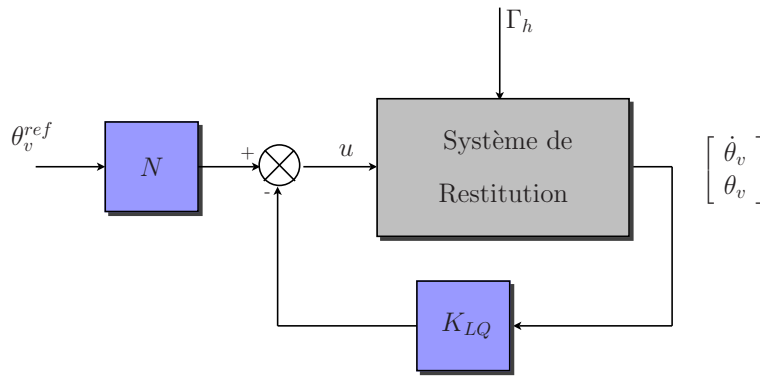 Γ_h
θ_v^{ref}
N
+
-
u
Système de
Restitution
[ θ̇_v ]
[ θ_v ]
K_{LQ}